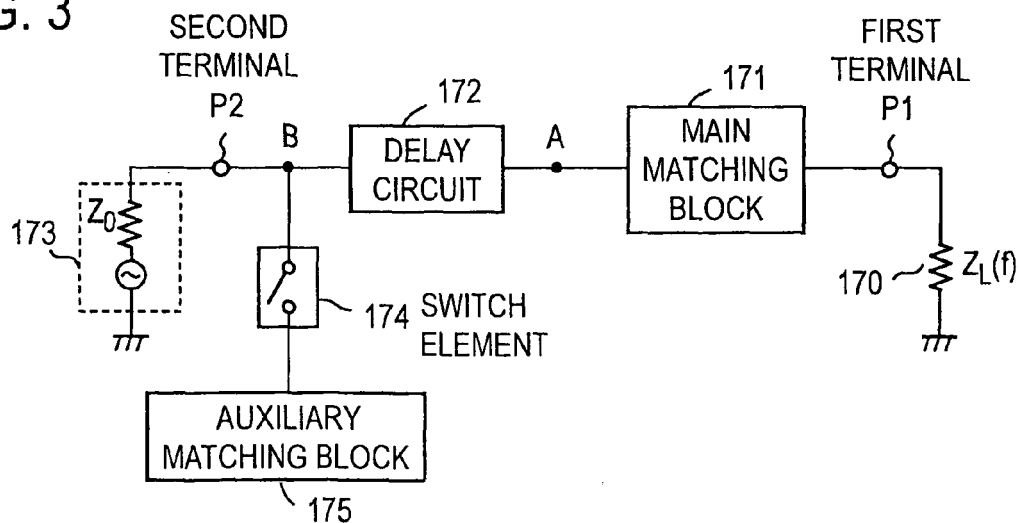 G. 3
SECOND
TERMINAL
P2
B
172
DELAY
CIRCUIT
A
171
MAIN
MATCHING
BLOCK
FIRST
TERMINAL
P1
173
Z0
174
SWITCH
ELEMENT
170
ZL(f)
AUXILIARY
MATCHING BLOCK
175